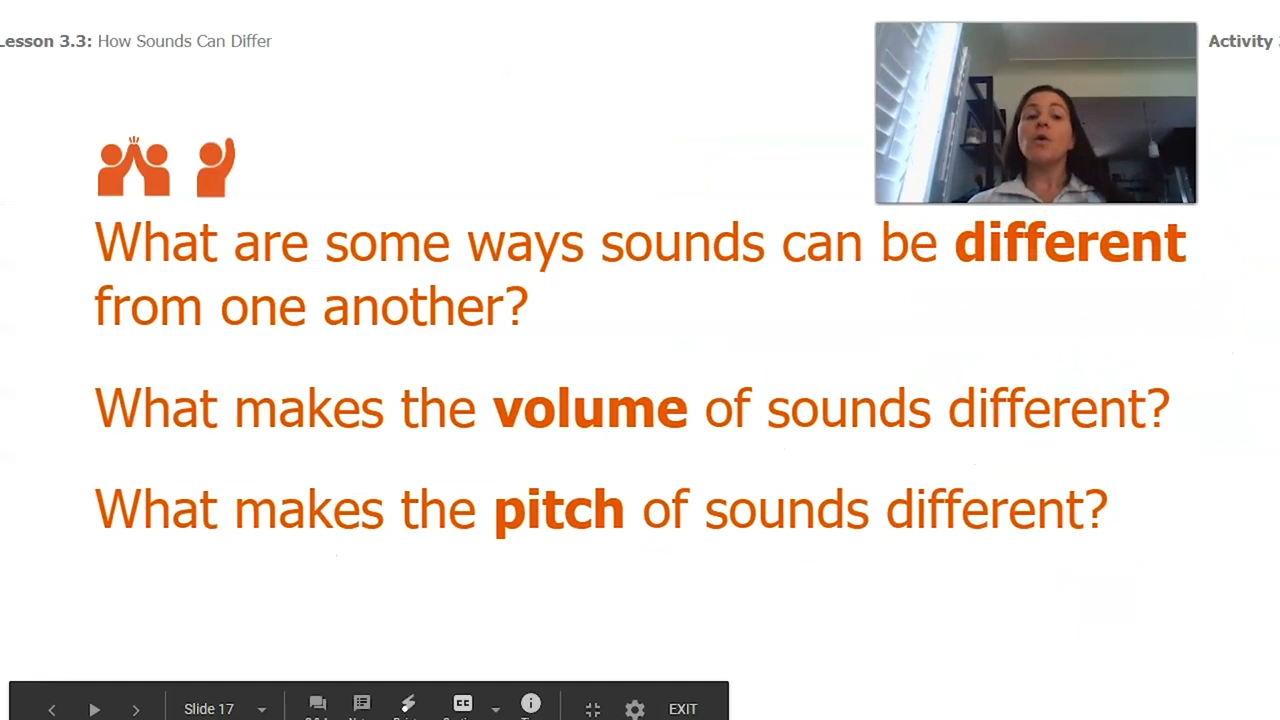 Lesson 3.3: How Sounds Can Differ
Activity
What are some ways sounds can be different
from one another?
What makes the volume of sounds different?
What makes the pitch of sounds different?
Slide 17
CC
EXIT